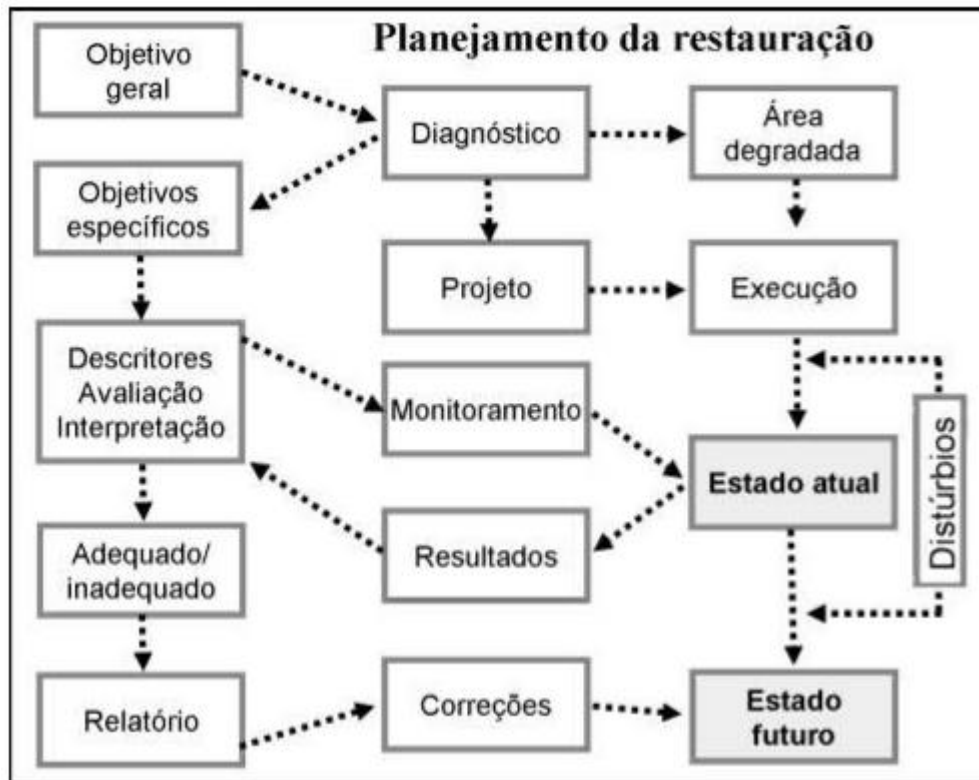 Planejamento da restauração
Objetivo
geral
Diagnóstico
Área
degradada
Objetivos
específicos
Projeto
Execução
Descritores
Avaliação
Interpretação
Monitoramento
Estado atual
Distúrbios
Adequado/
inadequado
Resultados
Relatório
Correções
Estado
futuro